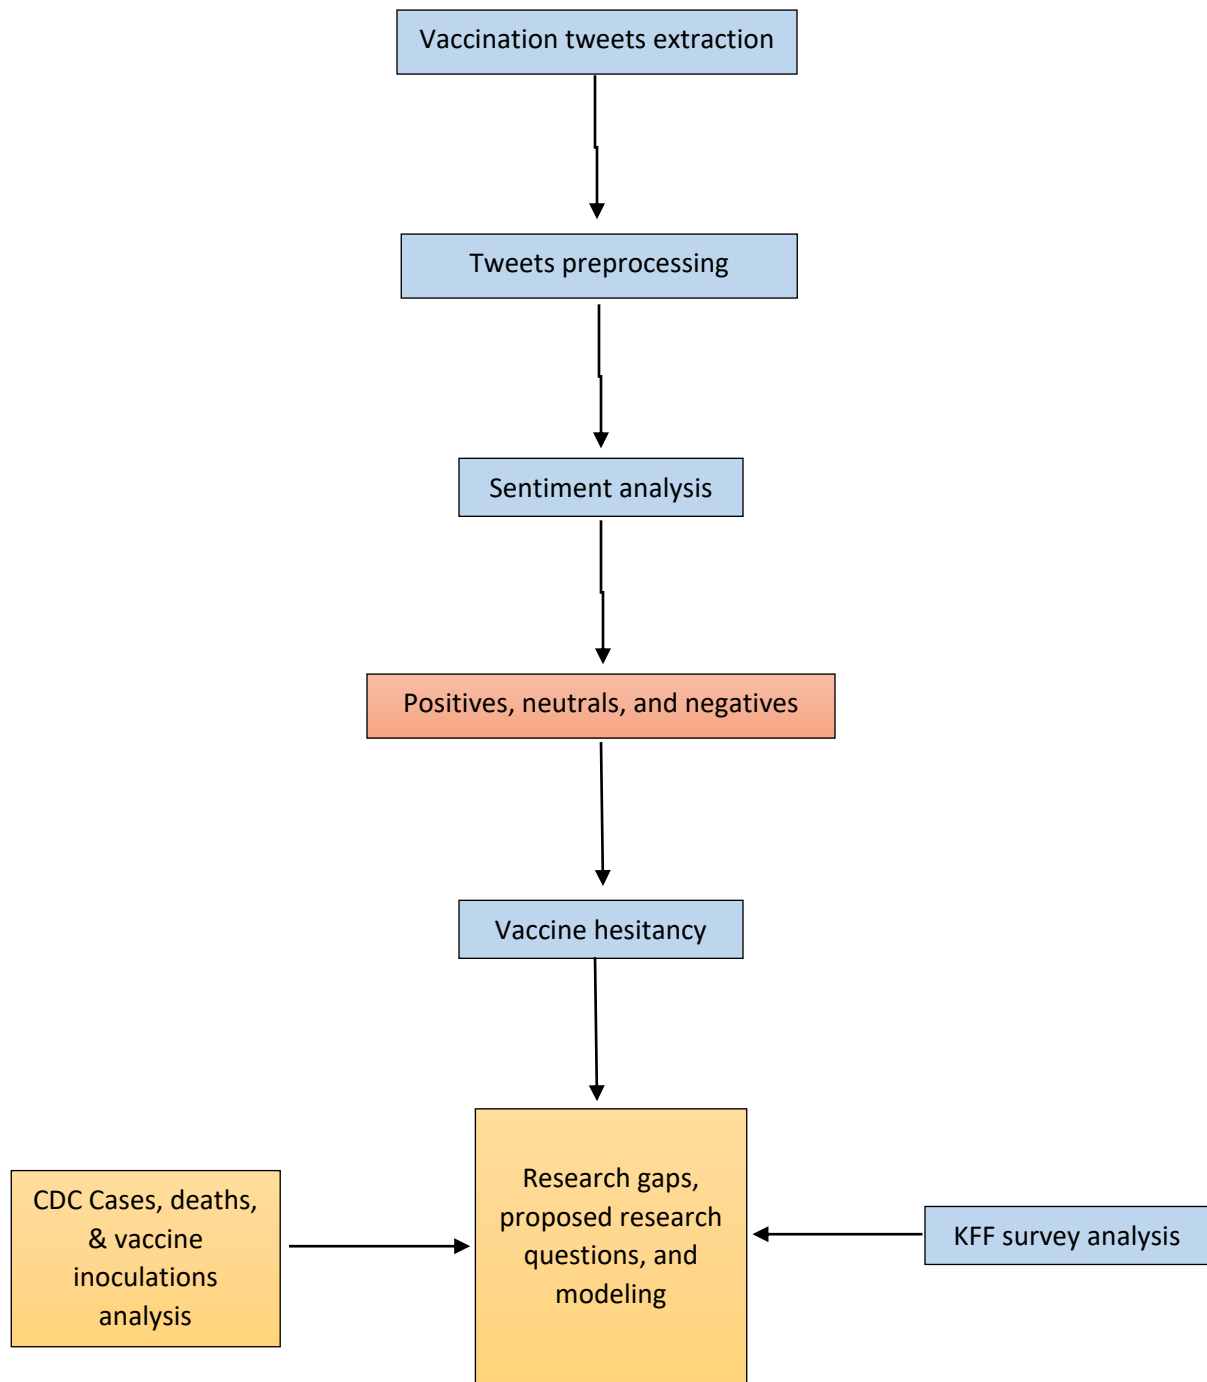 Vaccination tweets extraction
Tweets preprocessing
Sentiment analysis
Positives, neutrals, and negatives
Vaccine hesitancy
CDC Cases, deaths,
& vaccine
inoculations
analysis
Research gaps,
proposed research
questions, and
modeling
KFF survey analysis